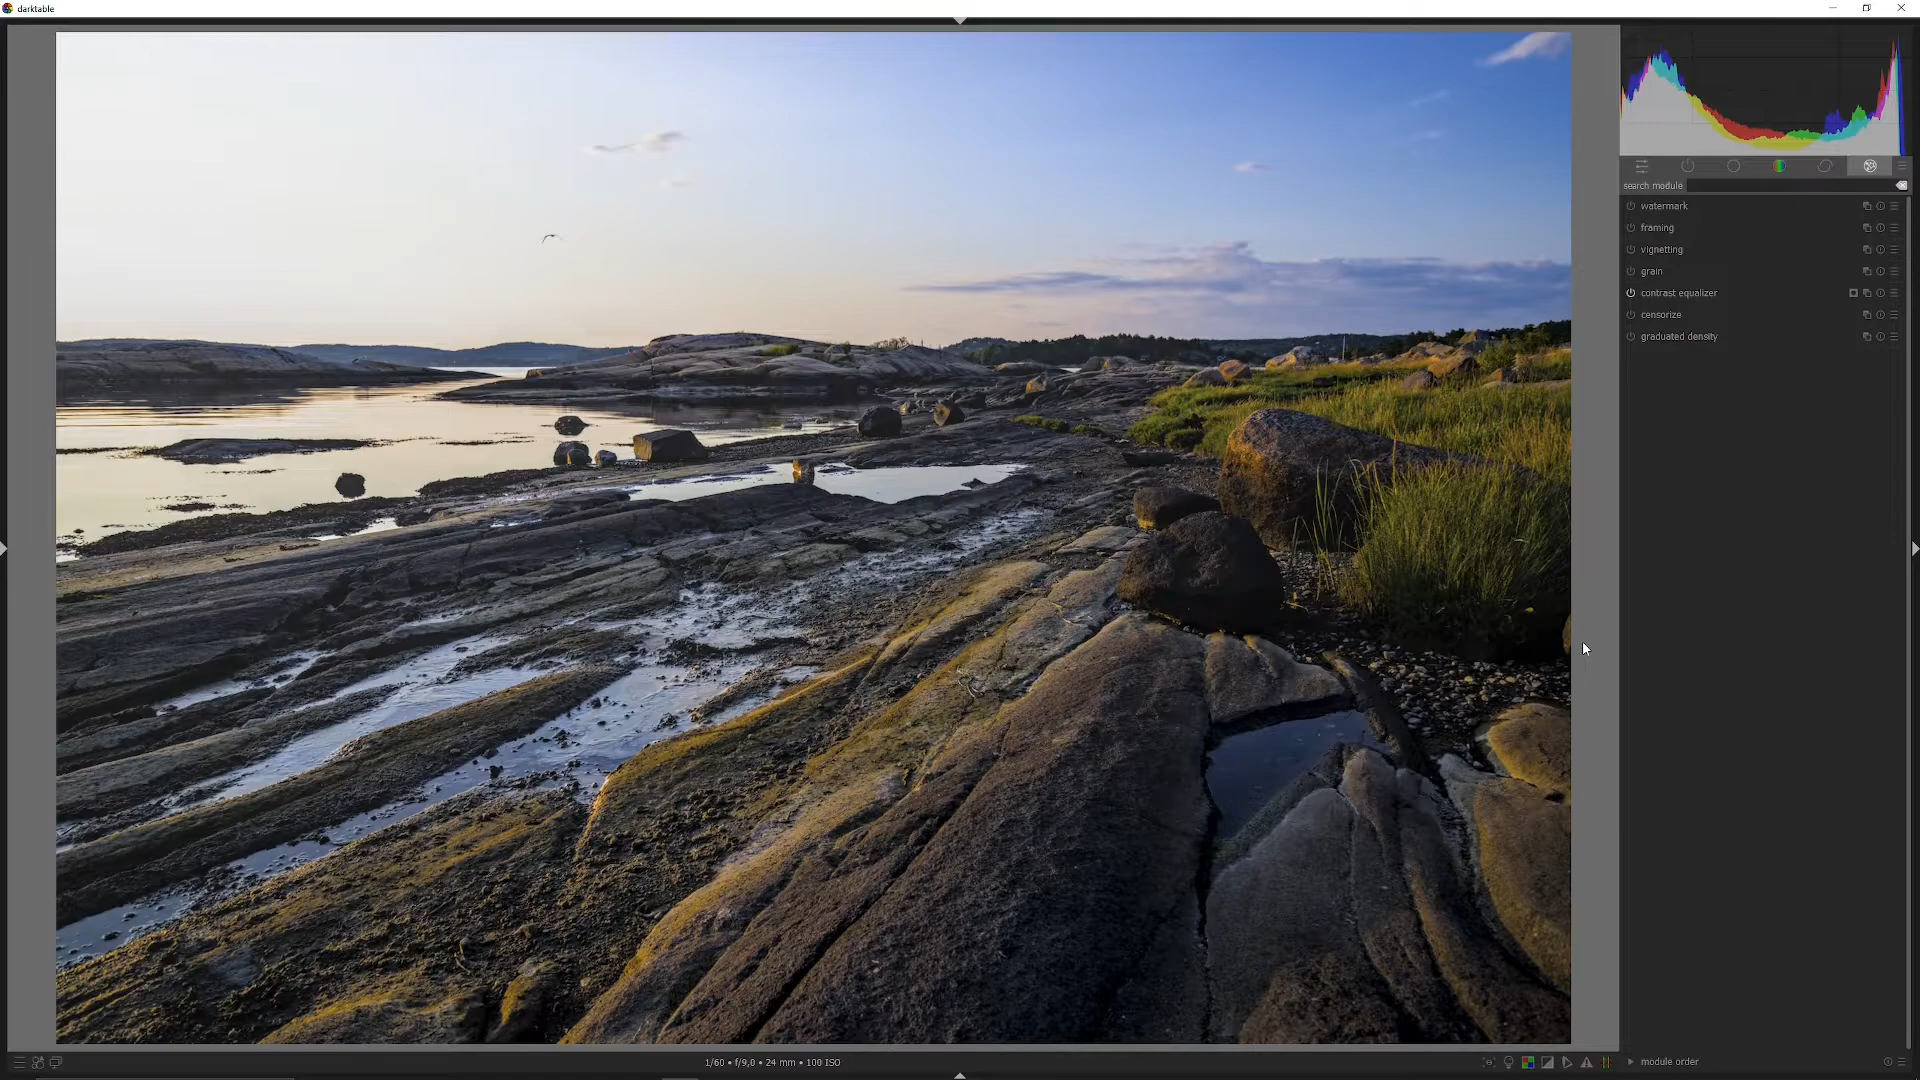 darktable
search module
watermark
framing
vignetting
grain
contrast equalizer
censorize
graduated density
1/60 • f/9,0 • 24 mm • 100 ISO
module order